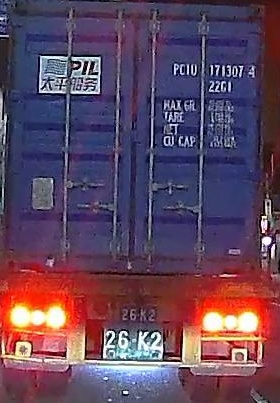 PIL
太平船务
PCIU 171307 4
22G1
MAX.GR.
TARE
NET
CU.CAP.
26-K2
26-K2